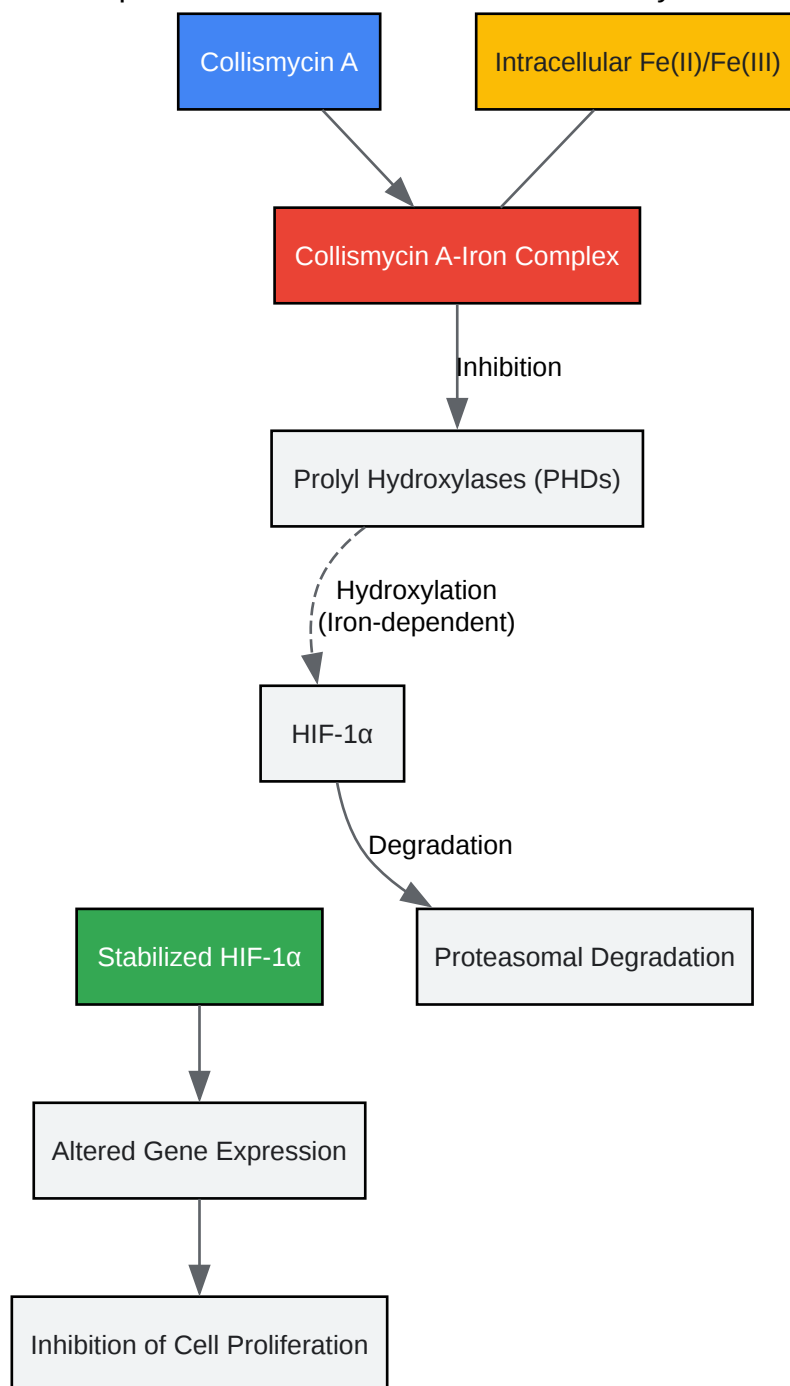 Collismycin A
Intracellular Fe(II)/Fe(III)
Collismycin A-Iron Complex
Inhibition
Prolyl Hydroxylases (PHDs)
Hydroxylation
(Iron-dependent)
HIF-1α
Degradation
Stabilized HIF-1α
Proteasomal Degradation
Altered Gene Expression
Inhibition of Cell Proliferation